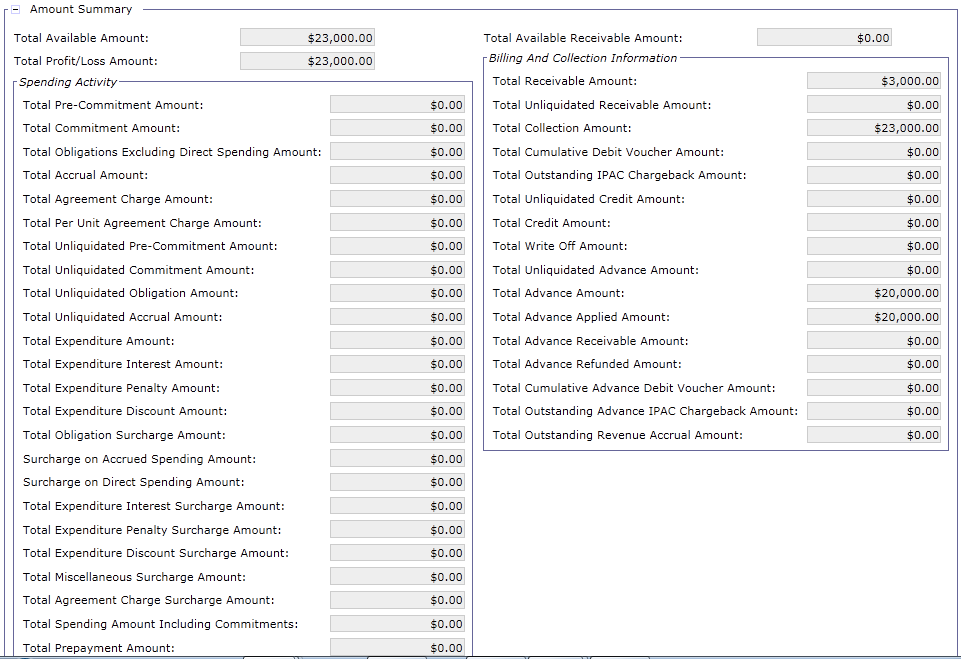 Amount Summary
Total Available Amount: $23,000.00
Total Profit/Loss Amount: $23,000.00
Spending Activity
Total Pre-Commitment Amount: $0.00
Total Commitment Amount: $0.00
Total Obligations Excluding Direct Spending Amount: $0.00
Total Accrual Amount: $0.00
Total Agreement Charge Amount: $0.00
Total Per Unit Agreement Charge Amount: $0.00
Total Unliquidated Pre-Commitment Amount: $0.00
Total Unliquidated Commitment Amount: $0.00
Total Unliquidated Obligation Amount: $0.00
Total Unliquidated Accrual Amount: $0.00
Total Expenditure Amount: $0.00
Total Expenditure Interest Amount: $0.00
Total Expenditure Penalty Amount: $0.00
Total Expenditure Discount Amount: $0.00
Total Obligation Surcharge Amount: $0.00
Surcharge on Accrued Spending Amount: $0.00
Surcharge on Direct Spending Amount: $0.00
Total Expenditure Interest Surcharge Amount: $0.00
Total Expenditure Penalty Surcharge Amount: $0.00
Total Expenditure Discount Surcharge Amount: $0.00
Total Miscellaneous Surcharge Amount: $0.00
Total Agreement Charge Surcharge Amount: $0.00
Total Spending Amount Including Commitments: $0.00
Total Prepayment Amount: $0.00
Total Available Receivable Amount: $0.00
Billing And Collection Information
Total Receivable Amount: $3,000.00
Total Unliquidated Receivable Amount: $0.00
Total Collection Amount: $23,000.00
Total Cumulative Debit Voucher Amount: $0.00
Total Outstanding IPAC Chargeback Amount: $0.00
Total Unliquidated Credit Amount: $0.00
Total Credit Amount: $0.00
Total Write Off Amount: $0.00
Total Unliquidated Advance Amount: $0.00
Total Advance Amount: $20,000.00
Total Advance Applied Amount: $20,000.00
Total Advance Receivable Amount: $0.00
Total Advance Refunded Amount: $0.00
Total Cumulative Advance Debit Voucher Amount: $0.00
Total Outstanding Advance IPAC Chargeback Amount: $0.00
Total Outstanding Revenue Accrual Amount: $0.00